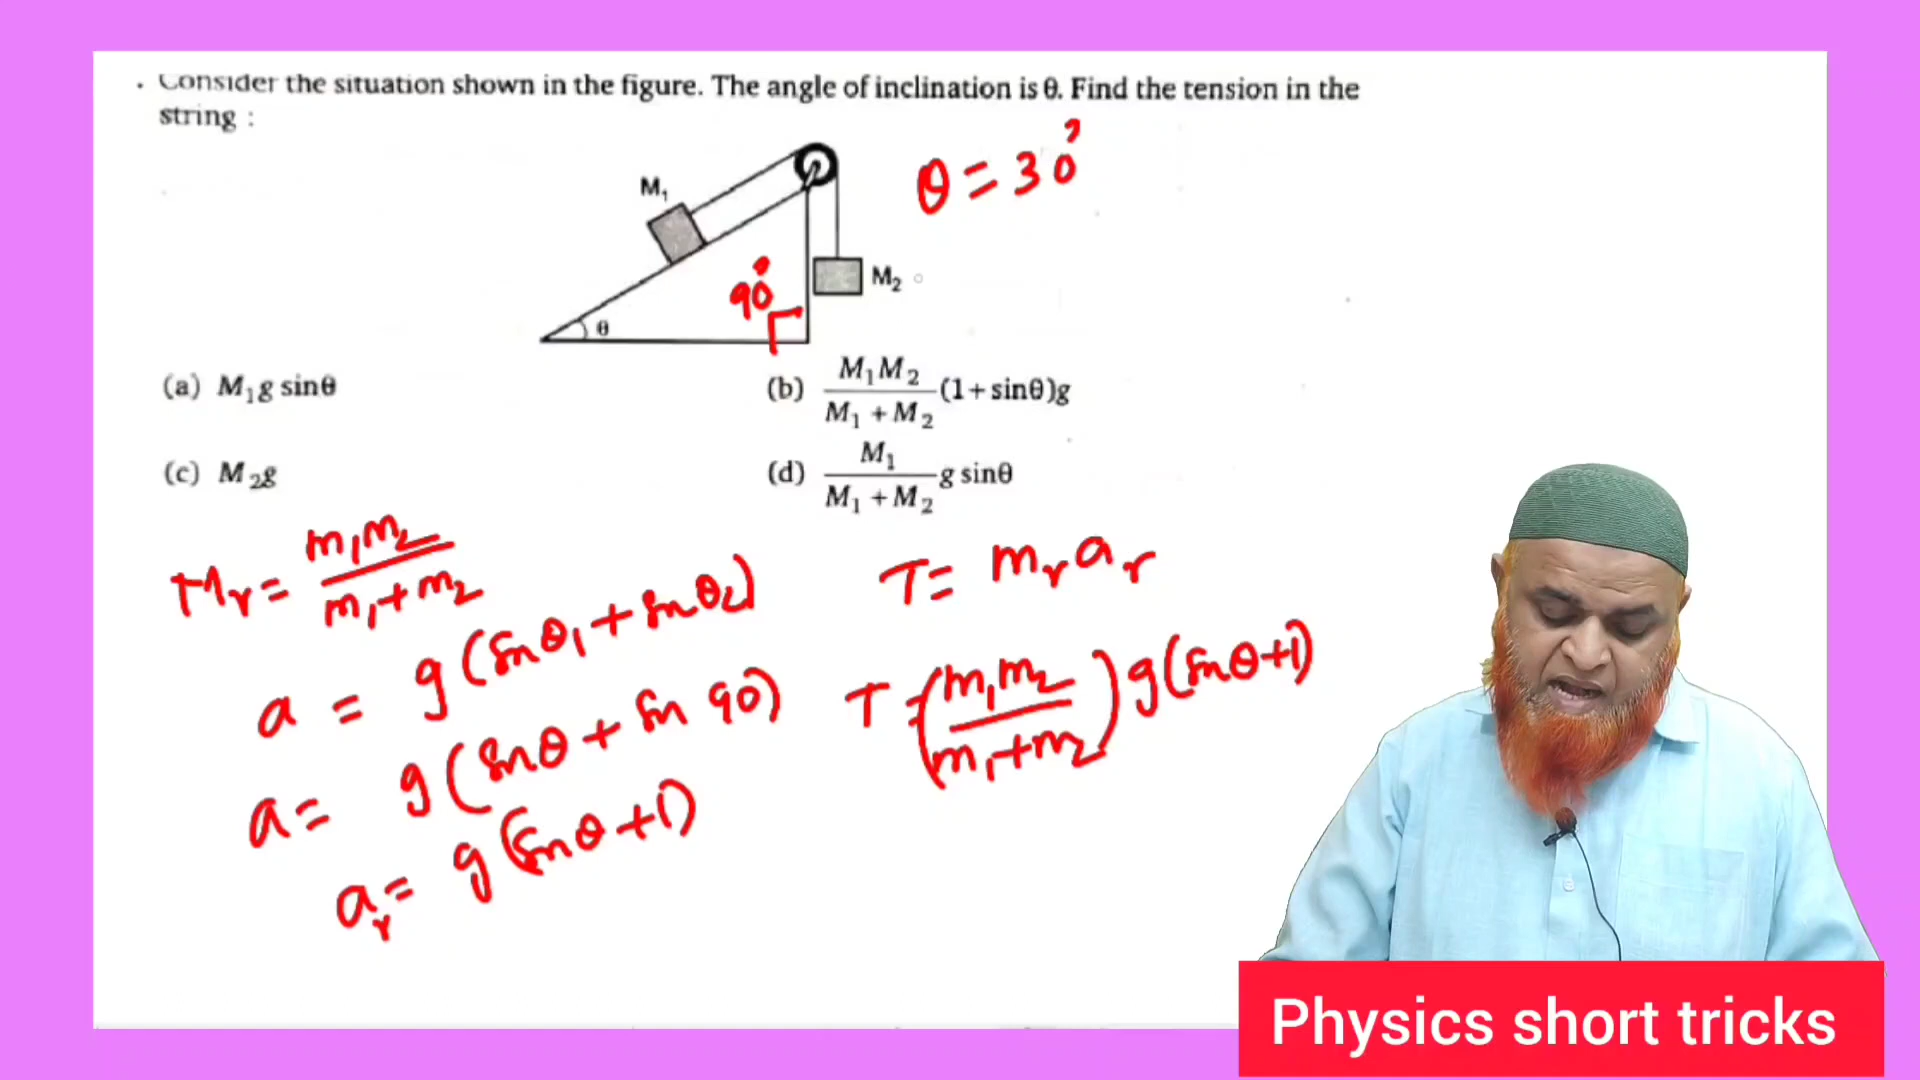 . Consider the situation shown in the figure. The angle of inclination is θ. Find the tension in the
string :
θ = 30°
M₁
90°
M₂
θ
(a) M₁g sinθ
(b) M₁M₂ / M₁ + M₂ (1+ sinθ)g
(c) M₂g
(d) M₁ / M₁ + M₂ g sinθ
Mr = m₁m₂ / m₁+m₂
T = mr ar
a = g(sinθ₁ + sinθ₂)
T = (m₁m₂ / m₁+m₂) g(sinθ+1)
a = g(sinθ + sin 90)
ar = g(sinθ+1)
Physics short tricks